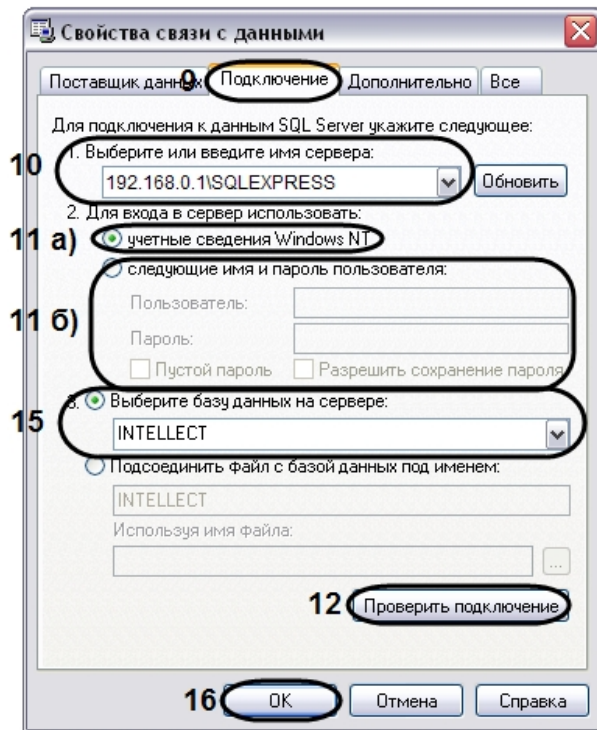 Свойства связи с данными
Поставщик данных 9 Подключение Дополнительно Все
Для подключения к данным SQL Server укажите следующее:
10 1. Выберите или введите имя сервера:
192.168.0.1\SQLEXPRESS Обновить
2. Для входа в сервер использовать:
11 а) учетные сведения Windows NT
следующие имя и пароль пользователя:
Пользователь:
11 б)
Пароль:
Пустой пароль Разрешить сохранение пароля
3. Выберите базу данных на сервере:
15
INTELLECT
Подсоединить файл с базой данных под именем:
INTELLECT
Используя имя файла:
...
12 Проверить подключение
16 OK Отмена Справка